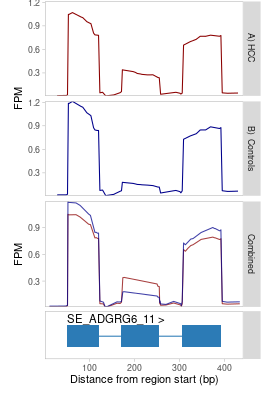 1.2
0.9
0.6
0.3
A) HCC
FPM
1.2
0.9
0.6
0.3
B) Controls
0.9
0.6
0.3
Combined
FPM
SE_ADGRG6_11 >
100 200 300 400
Distance from region start (bp)